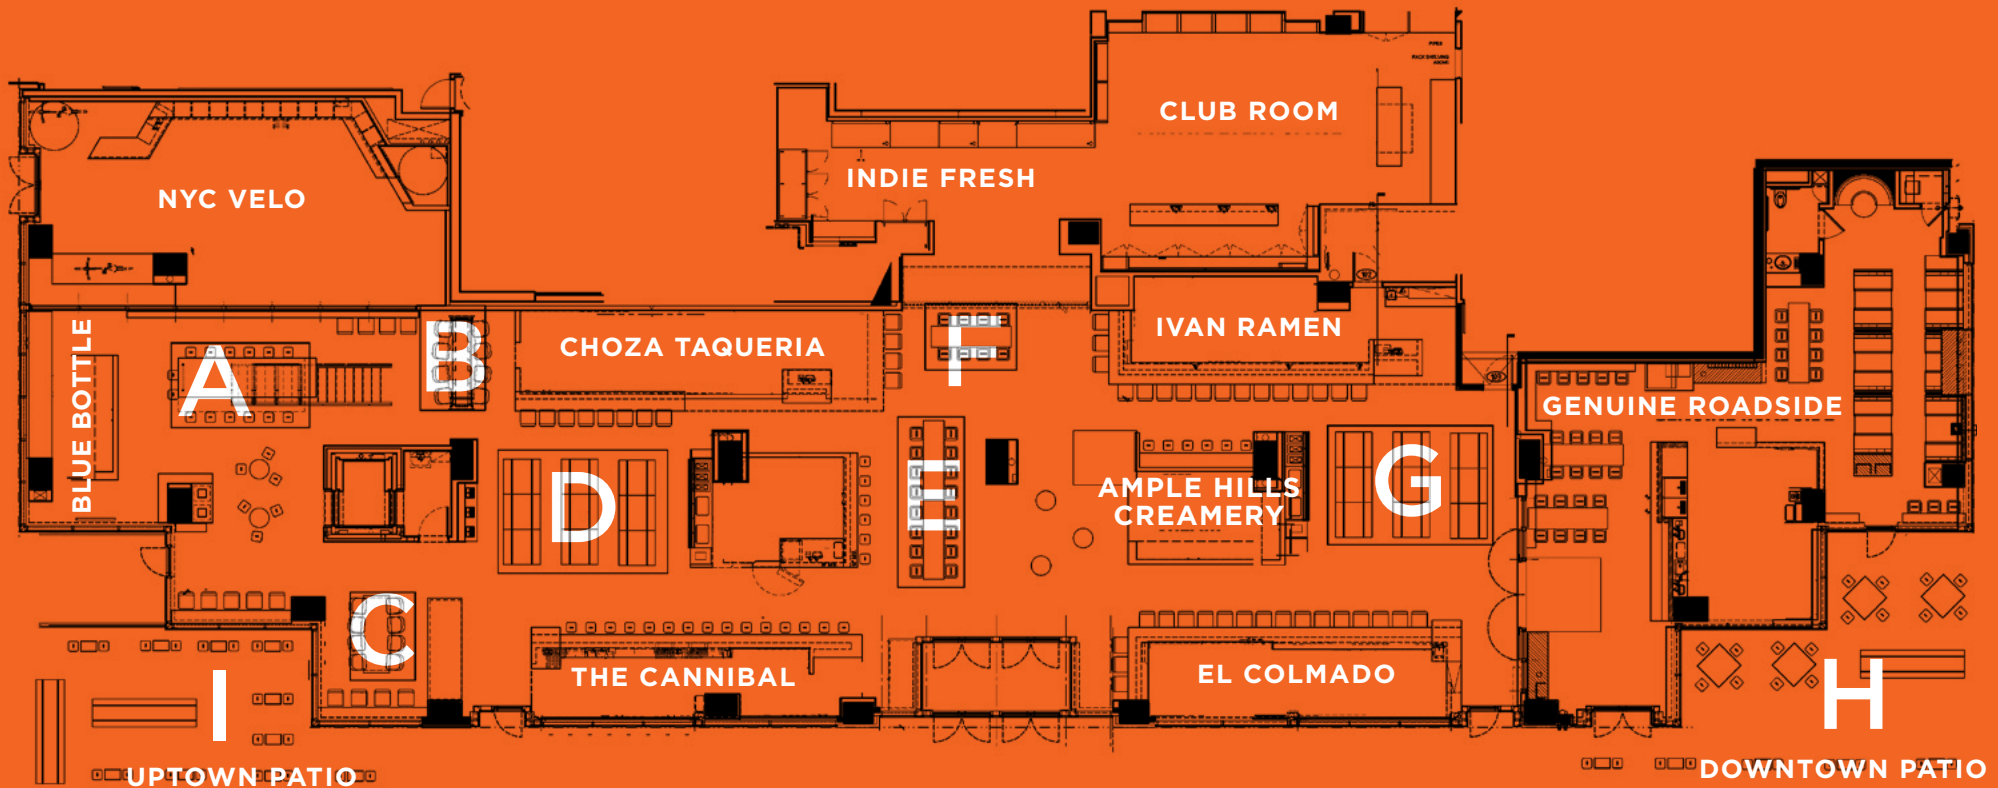 CLUB ROOM
INDIE FRESH
NYC VELO
BLUE BOTTLE
A
B
CHOZA TAQUERIA
F
IVAN RAMEN
GENUINE ROADSIDE
D
E
AMPLE HILLS
CREAMERY
G
C
THE CANNIBAL
EL COLMADO
I
UPTOWN PATIO
H
DOWNTOWN PATIO